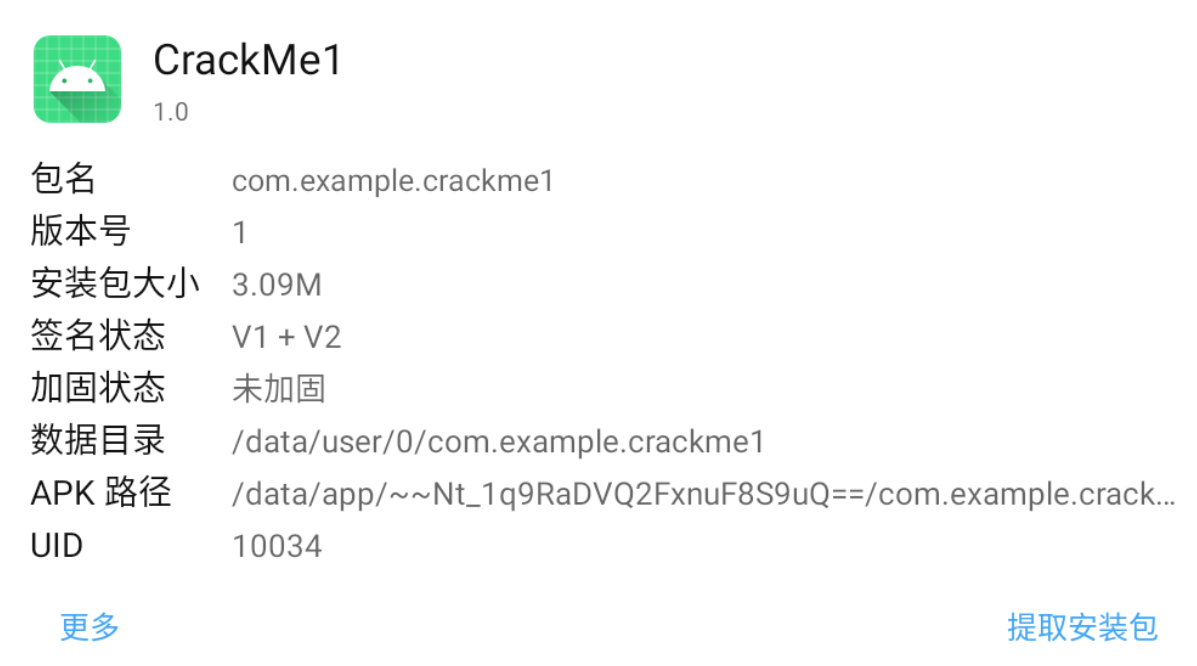 CrackMe1
1.0
包名 com.example.crackme1
版本号 1
安装包大小 3.09M
签名状态 V1 + V2
加固状态 未加固
数据目录 /data/user/0/com.example.crackme1
APK 路径 /data/app/~~Nt_1q9RaDVQ2FxnuF8S9uQ==/com.example.crack…
UID 10034
更多 提取安装包